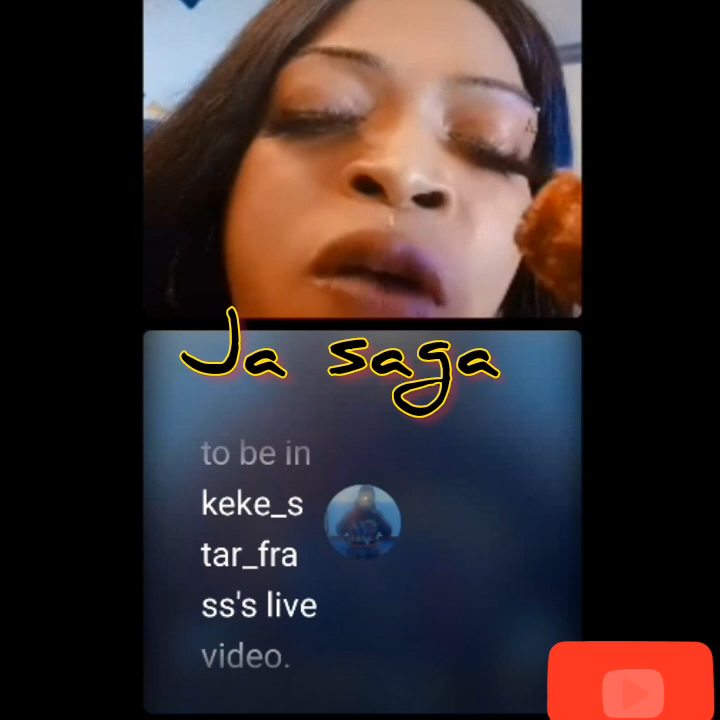 Ja saga
to be in
keke_s
tar_fra
ss's live
video.